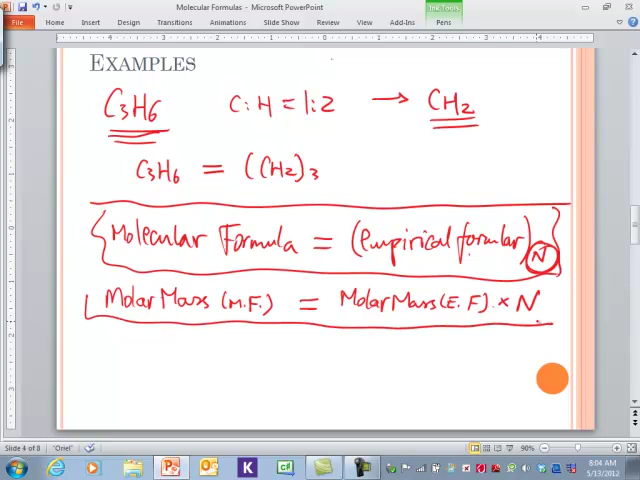 Molecular Formulas - PowerPoint
Ink Tools
File Home Insert Design Transitions Animations Slide Show Review View Add-Ins Pens
EXAMPLES
C3H6 C:H = 1:2 → CH2
C3H6 = (CH2)3
Molecular Formula = (empirical formular)N
Molar Mass (M.F.) = Molar Mass (E.F). × N
Slide 4 of 8 "Oriel" 90%
8:04 AM
5/13/2012